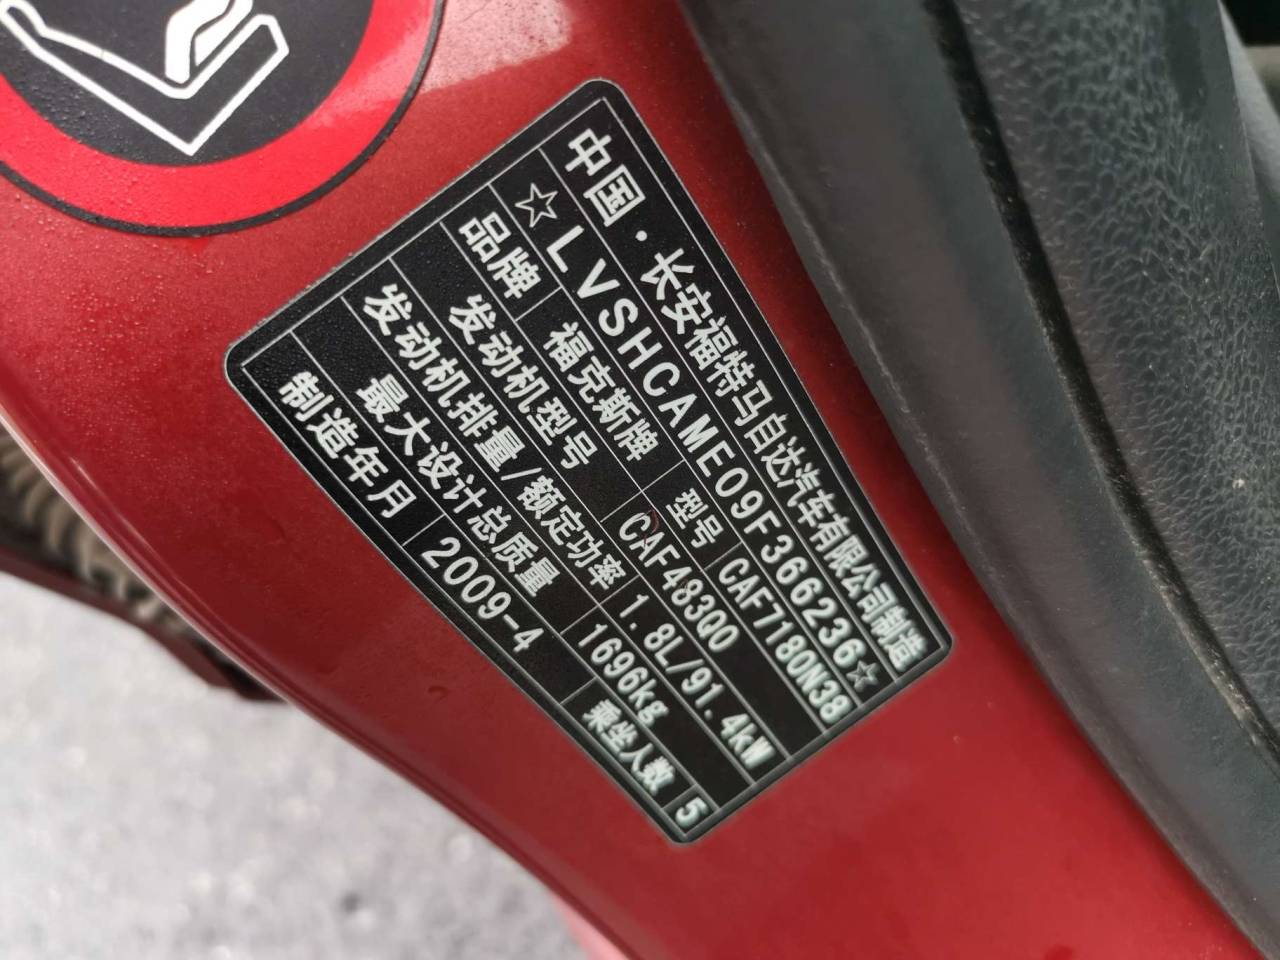 中国·长安福特马自达汽车有限公司制造
☆LVSHCAME09F366236☆
品牌 福克斯牌 型号 CAF7180N38
发动机型号 CAF483Q0
发动机排量/额定功率 1.8L/91.4kW
最大设计总质量 1696kg 乘坐人数 5
制造年月 2009-4